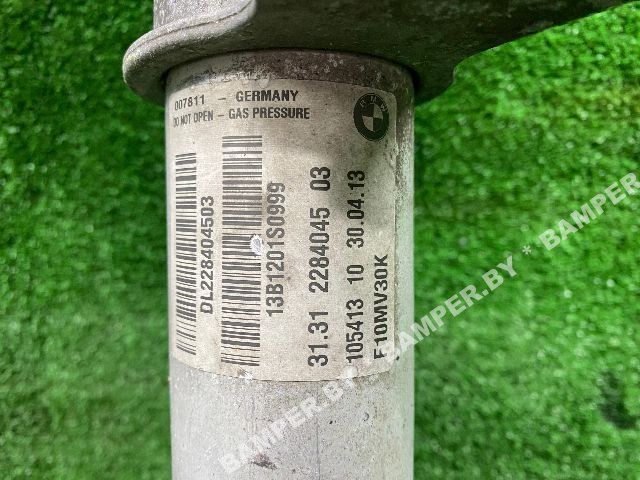 007811 – GERMANY
DO NOT OPEN – GAS PRESSURE
BMW
DL228404503
13B1201S0999
31.31 2284045 03
105413 10 30.04.13
F10MV30K
BAMPER.BY * BAMPER.BY * BAMPER.BY * BAMPER